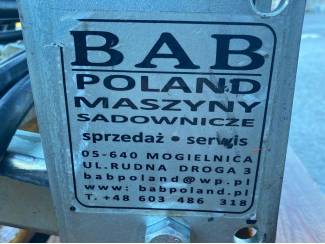 BAB
POLAND
MASZYNY
SADOWNICZE
sprzedaż • serwis
05-640 MOGIELNICA
UL.RUDNA DROGA 3
babpoland@wp.pl
www: babpoland.pl
T. +48 603 486 318